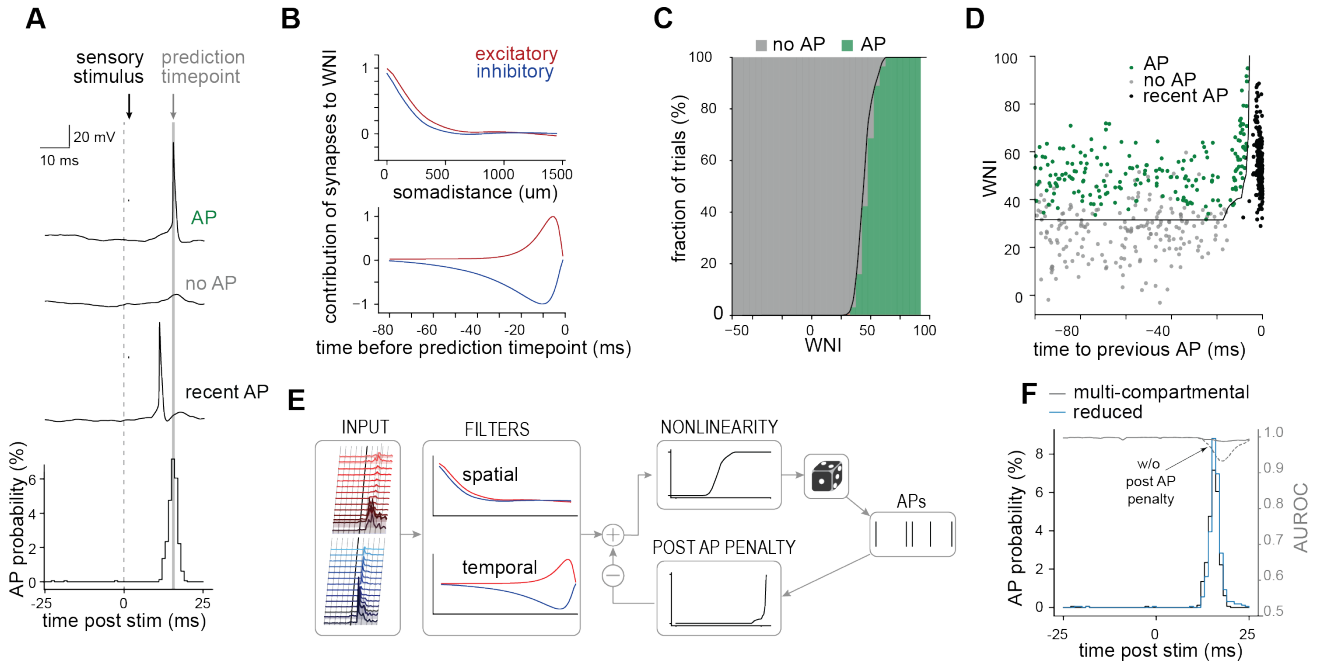 A
sensory
stimulus
prediction
timepoint
20 mV
10 ms
AP
no AP
recent AP
AP probability (%)
6
4
2
0
-25
0
25
time post stim (ms)
B
contribution of synapses to WNI
excitatory
inhibitory
1
0
0
500
1000
1500
somadistance (um)
1
0
−1
-80
-60
-40
-20
0
time before prediction timepoint (ms)
C
no AP
AP
fraction of trials (%)
100
80
60
40
20
0
−50
0
50
100
WNI
D
AP
no AP
recent AP
WNI
100
80
60
40
20
0
−80
−40
0
time to previous AP (ms)
E
INPUT
FILTERS
spatial
temporal
NONLINEARITY
POST AP PENALTY
APs
F
multi-compartmental
reduced
AP probability (%)
8
6
4
2
0
w/o
post AP
penalty
1.0
0.9
0.8
0.7
0.6
0.5
AUROC
-25
0
25
time post stim (ms)